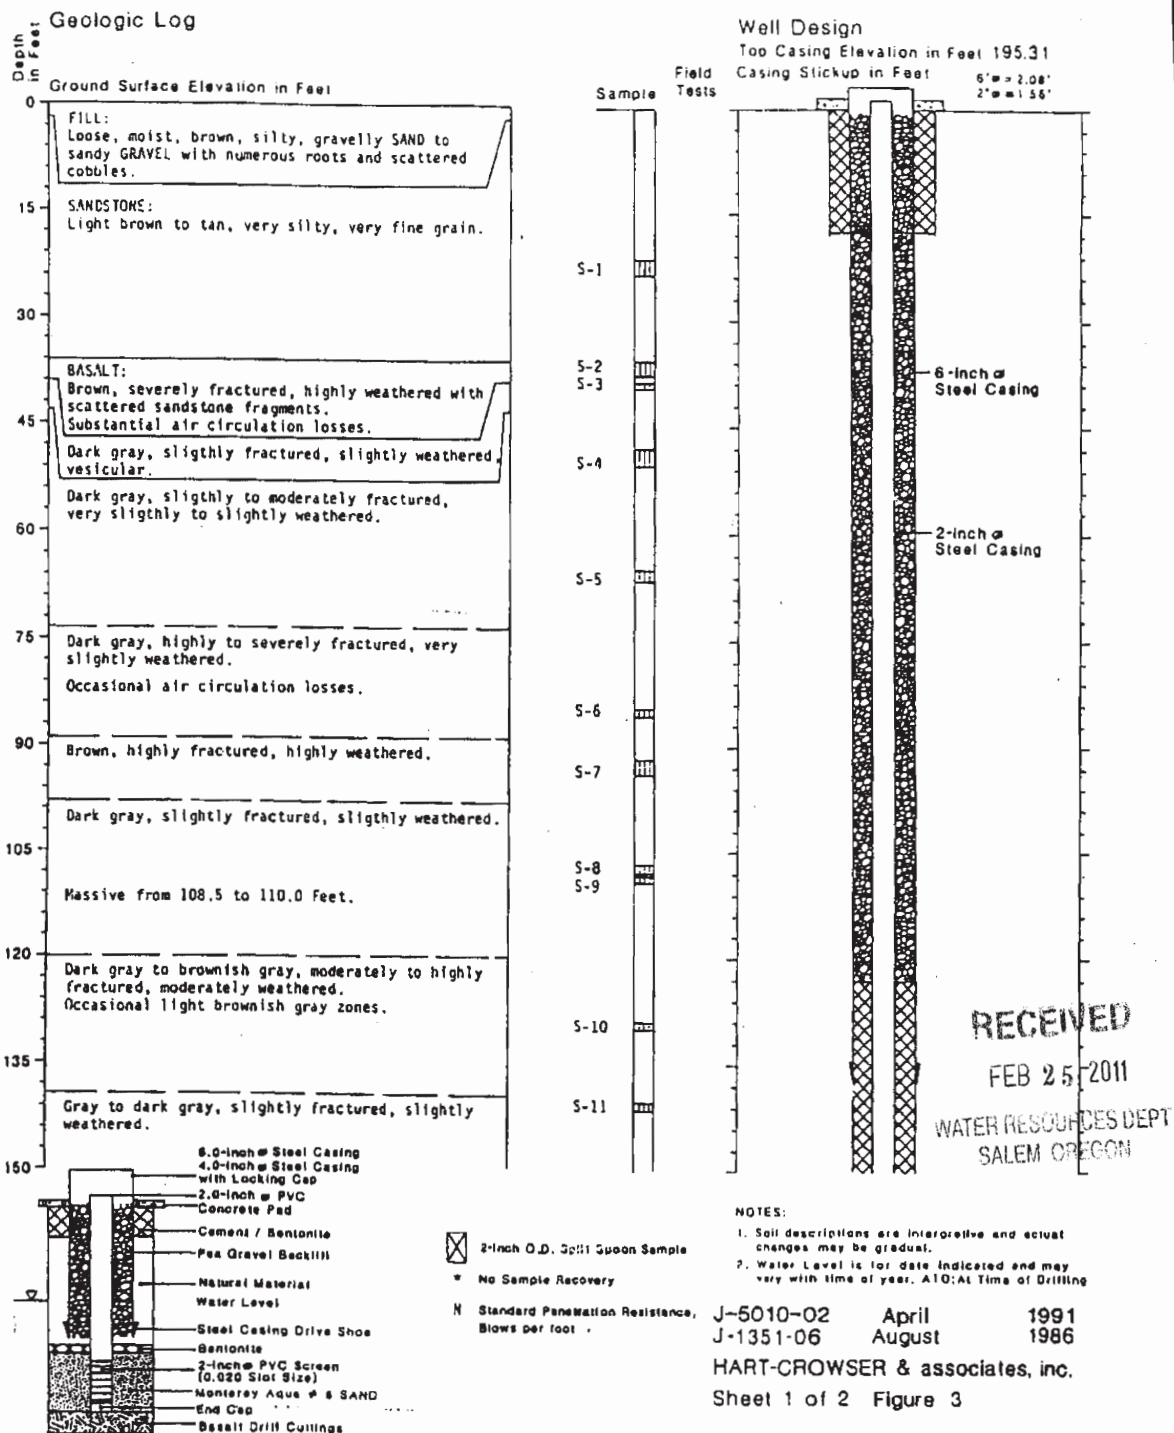 Geologic Log
Depth in Feet
Ground Surface Elevation in Feet
Well Design
Top Casing Elevation in Feet 195.31
Casing Stickup in Feet
6"ø = 2.08'
2"ø = 1.56'
Sample
Field Tests
0
FILL:
Loose, moist, brown, silty, gravelly SAND to
sandy GRAVEL with numerous roots and scattered
cobbles.
15
SANDSTONE:
Light brown to tan, very silty, very fine grain.
S-1
30
BASALT:
Brown, severely fractured, highly weathered with
scattered sandstone fragments.
Substantial air circulation losses.
S-2
S-3
6-inch ø
Steel Casing
45
Dark gray, sligthly fractured, slightly weathered,
vesicular.
S-4
Dark gray, sligthly to moderately fractured,
very sligthly to slightly weathered.
2-inch ø
Steel Casing
60
S-5
75
Dark gray, highly to severely fractured, very
slightly weathered.
Occasional air circulation losses.
S-6
90
Brown, highly fractured, highly weathered.
S-7
Dark gray, slightly fractured, sligthly weathered.
105
S-8
S-9
Massive from 108.5 to 110.0 Feet.
120
Dark gray to brownish gray, moderately to highly
fractured, moderately weathered.
Occasional light brownish gray zones.
S-10
135
RECEIVED
FEB 25 2011
WATER RESOURCES DEPT
SALEM OREGON
Gray to dark gray, slightly fractured, slightly
weathered.
S-11
150
6.0-inch ø Steel Casing
4.0-inch ø Steel Casing
with Locking Cap
2.0-inch ø PVC
Concrete Pad
Cement / Bentonite
Pea Gravel Backfill
Natural Material
Water Level
Steel Casing Drive Shoe
Bentonite
2-inch ø PVC Screen
(0.020 Slot Size)
Monterey Aqua # 8 SAND
End Cap
Basalt Drill Cuttings
2-inch O.D. Split Spoon Sample
* No Sample Recovery
N Standard Penetration Resistance,
Blows per foot
NOTES:
1. Soil descriptions are interpretive and actual
changes may be gradual.
2. Water Level is for date indicated and may
vary with time of year. ATD:At Time of Drilling
J-5010-02 April 1991
J-1351-06 August 1986
HART-CROWSER & associates, inc.
Sheet 1 of 2 Figure 3